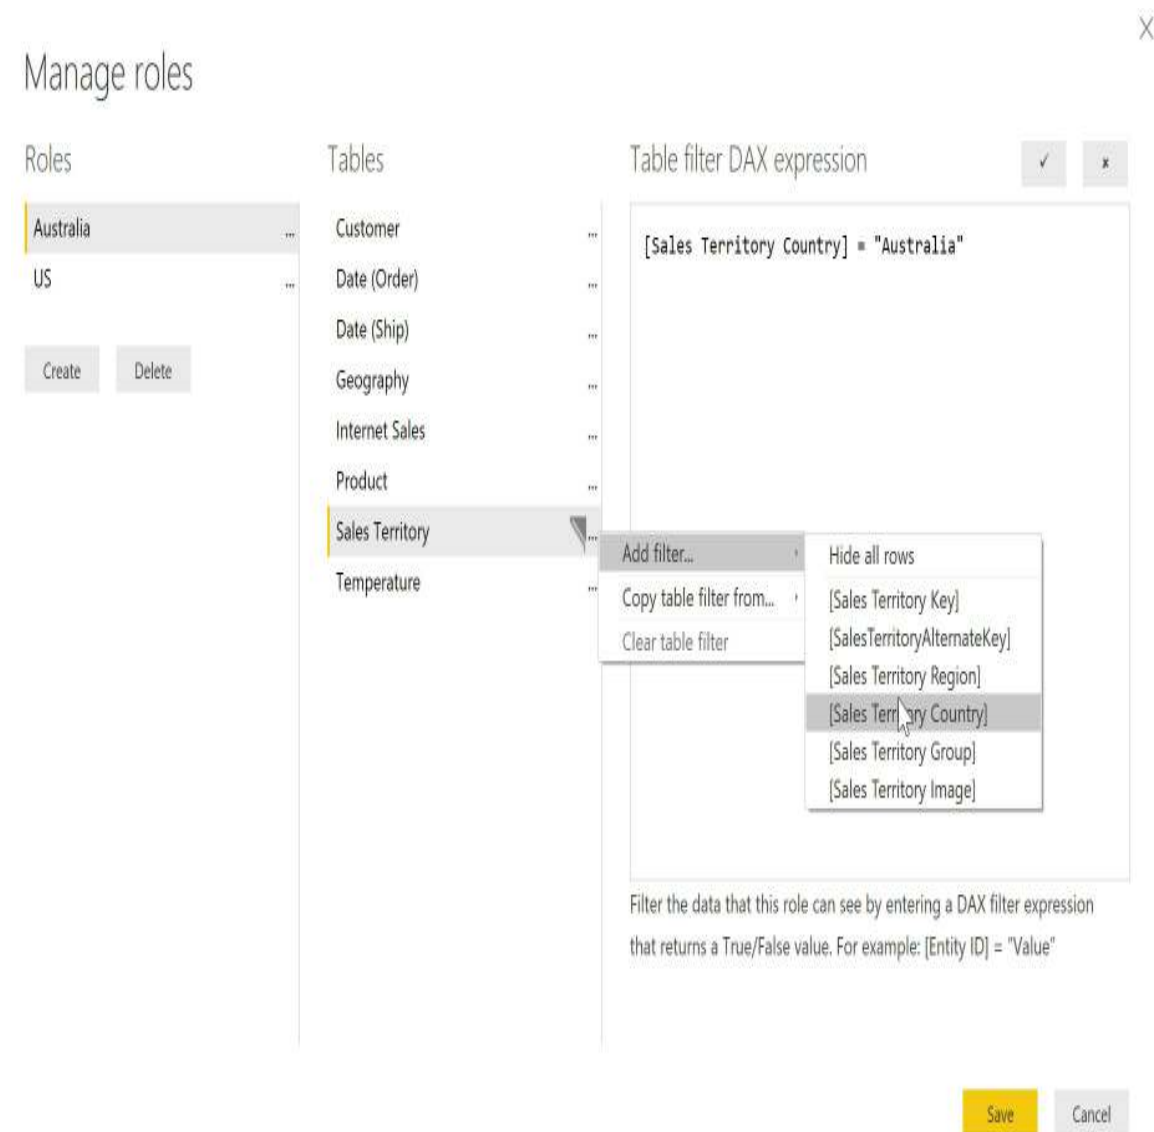 Manage roles
Roles
Australia
...
US
...
Create
Delete
Tables
Customer
...
Date (Order)
...
Date (Ship)
...
Geography
...
Internet Sales
...
Product
...
Sales Territory
...
Temperature
...
Table filter DAX expression
[Sales Territory Country] = "Australia"
Add filter...
Copy table filter from...
Clear table filter
Hide all rows
[Sales Territory Key]
[SalesTerritoryAlternateKey]
[Sales Territory Region]
[Sales Territory Country]
[Sales Territory Group]
[Sales Territory Image]
Filter the data that this role can see by entering a DAX filter expression
that returns a True/False value. For example: [Entity ID] = "Value"
Save
Cancel